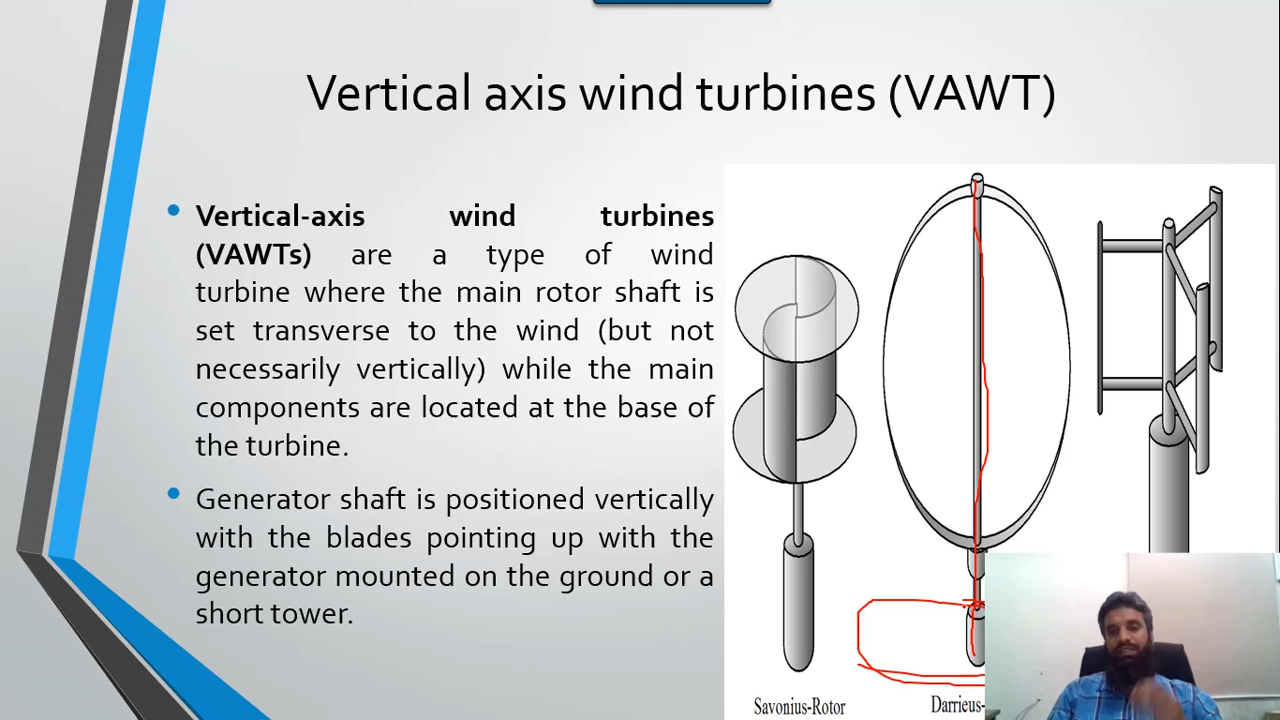 Vertical axis wind turbines (VAWT)
• Vertical-axis wind turbines
(VAWTs) are a type of wind
turbine where the main rotor shaft is
set transverse to the wind (but not
necessarily vertically) while the main
components are located at the base of
the turbine.
• Generator shaft is positioned vertically
with the blades pointing up with the
generator mounted on the ground or a
short tower.
Savonius-Rotor
Darrieus-